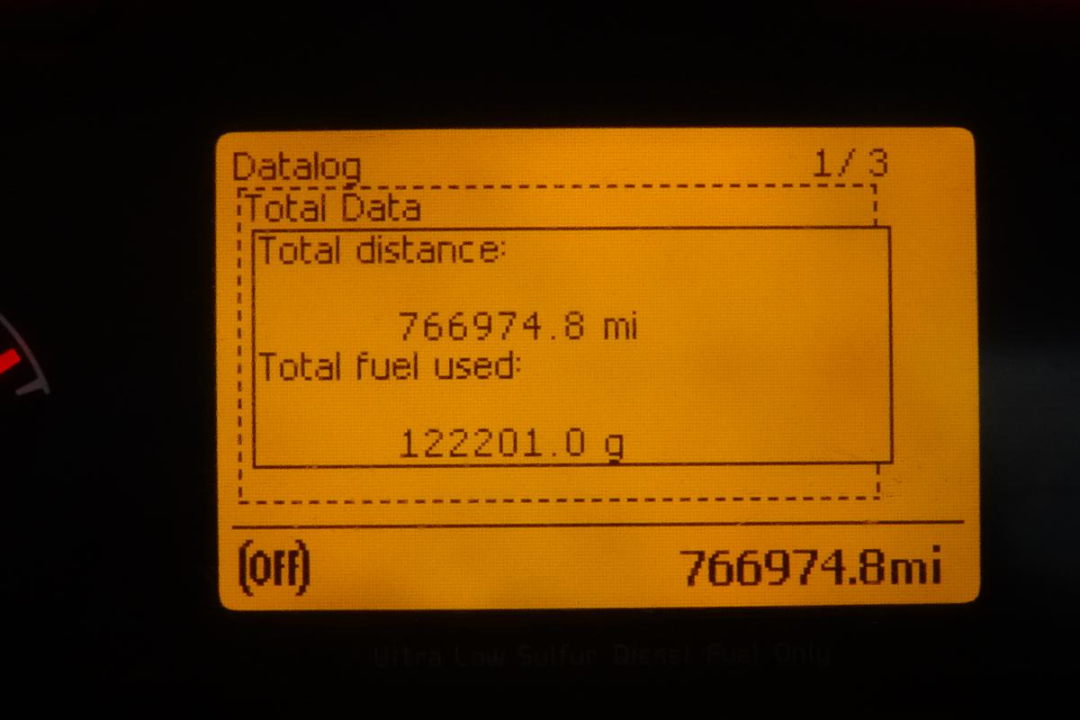 Datalog 1/3
Total Data
Total distance:
766974.8 mi
Total fuel used:
122201.0 g
(Off) 766974.8mi
Ultra Low Sulfur Diesel Fuel Only